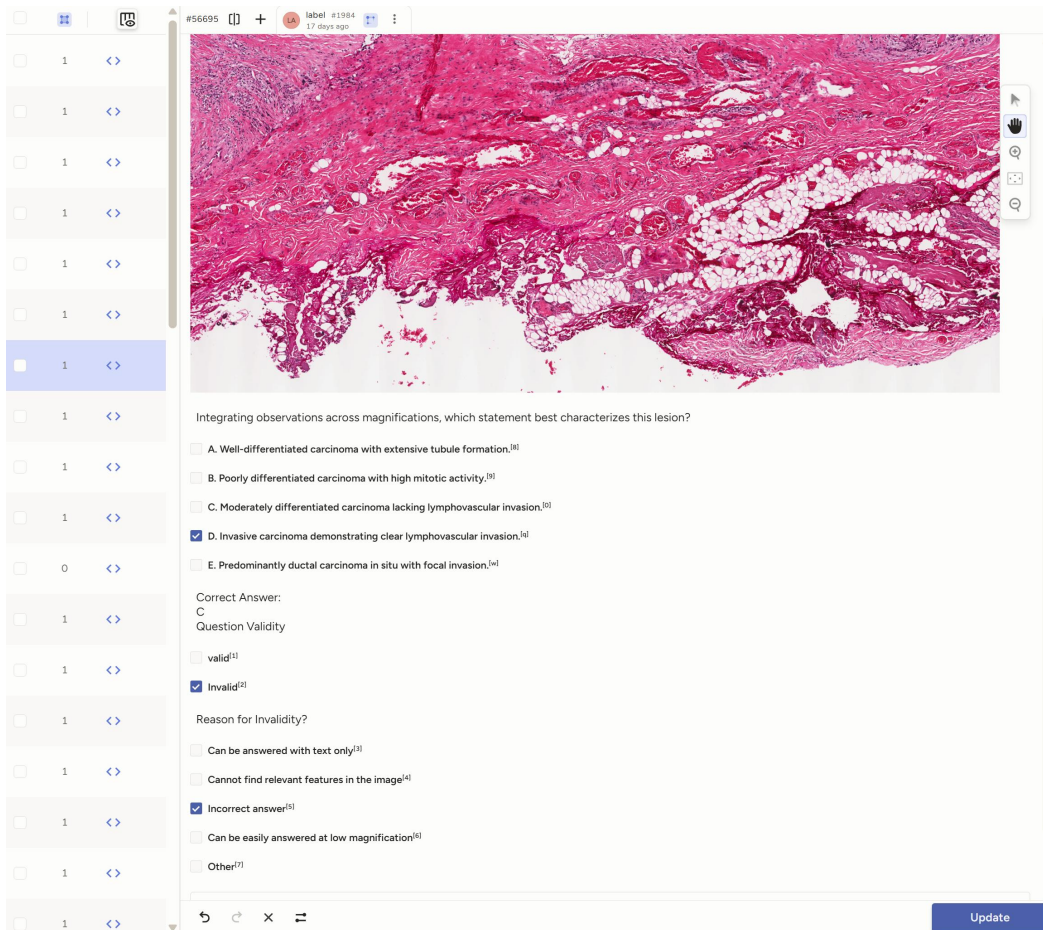 #56695 LA label #1984
17 days ago
1
1
1
1
1
1
1
1
1
1
0
1
1
1
1
1
1
1
Integrating observations across magnifications, which statement best characterizes this lesion?
A. Well-differentiated carcinoma with extensive tubule formation.[8]
B. Poorly differentiated carcinoma with high mitotic activity.[9]
C. Moderately differentiated carcinoma lacking lymphovascular invasion.[0]
D. Invasive carcinoma demonstrating clear lymphovascular invasion.[q]
E. Predominantly ductal carcinoma in situ with focal invasion.[w]
Correct Answer:
C
Question Validity
valid[1]
Invalid[2]
Reason for Invalidity?
Can be answered with text only[3]
Cannot find relevant features in the image[4]
Incorrect answer[5]
Can be easily answered at low magnification[6]
Other[7]
Update